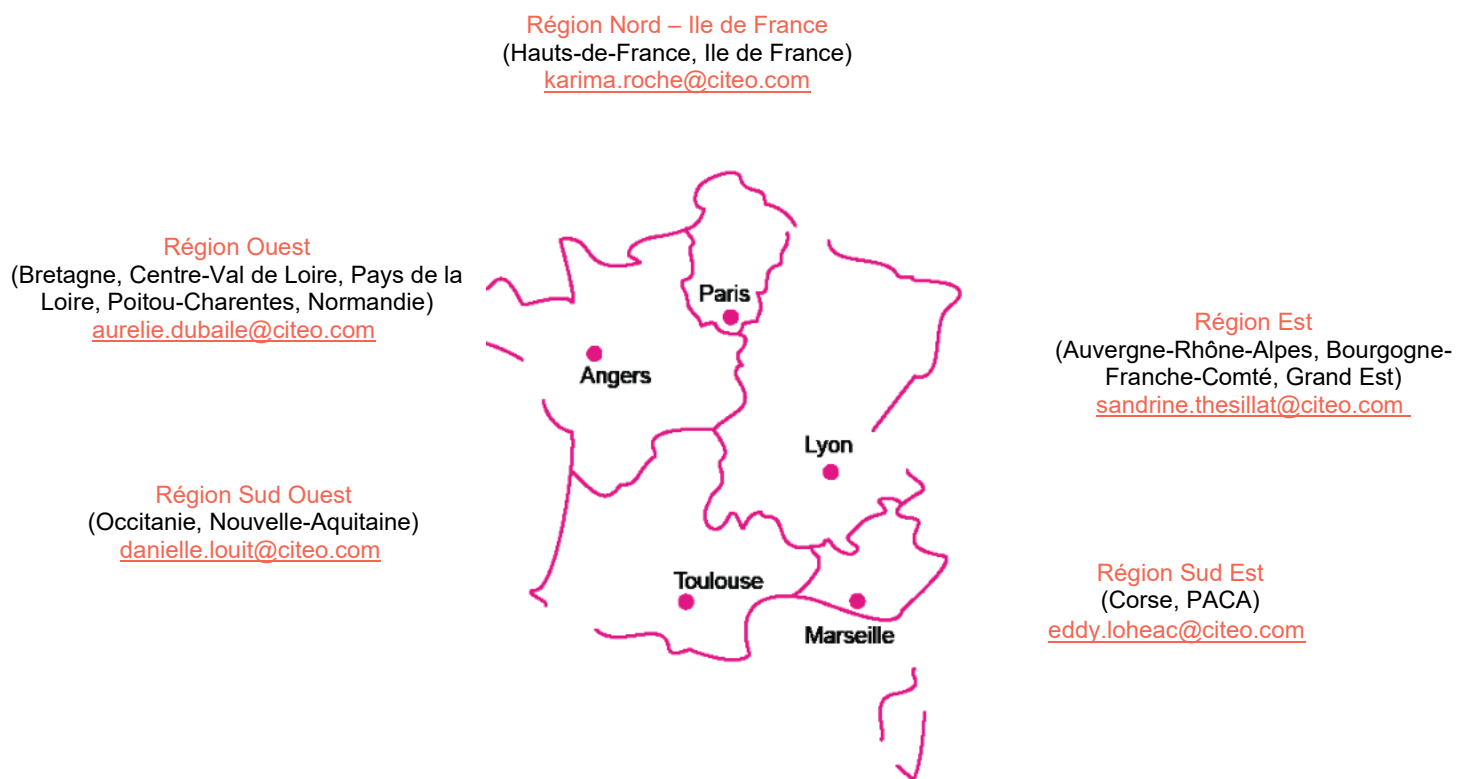 Région Nord – Ile de France
(Hauts-de-France, Ile de France)
karima.roche@citeo.com
Région Ouest
(Bretagne, Centre-Val de Loire, Pays de la
Loire, Poitou-Charentes, Normandie)
aurelie.dubaile@citeo.com
Paris
Angers
Région Est
(Auvergne-Rhône-Alpes, Bourgogne-
Franche-Comté, Grand Est)
sandrine.thesillat@citeo.com
Lyon
Région Sud Ouest
(Occitanie, Nouvelle-Aquitaine)
danielle.louit@citeo.com
Toulouse
Marseille
Région Sud Est
(Corse, PACA)
eddy.loheac@citeo.com